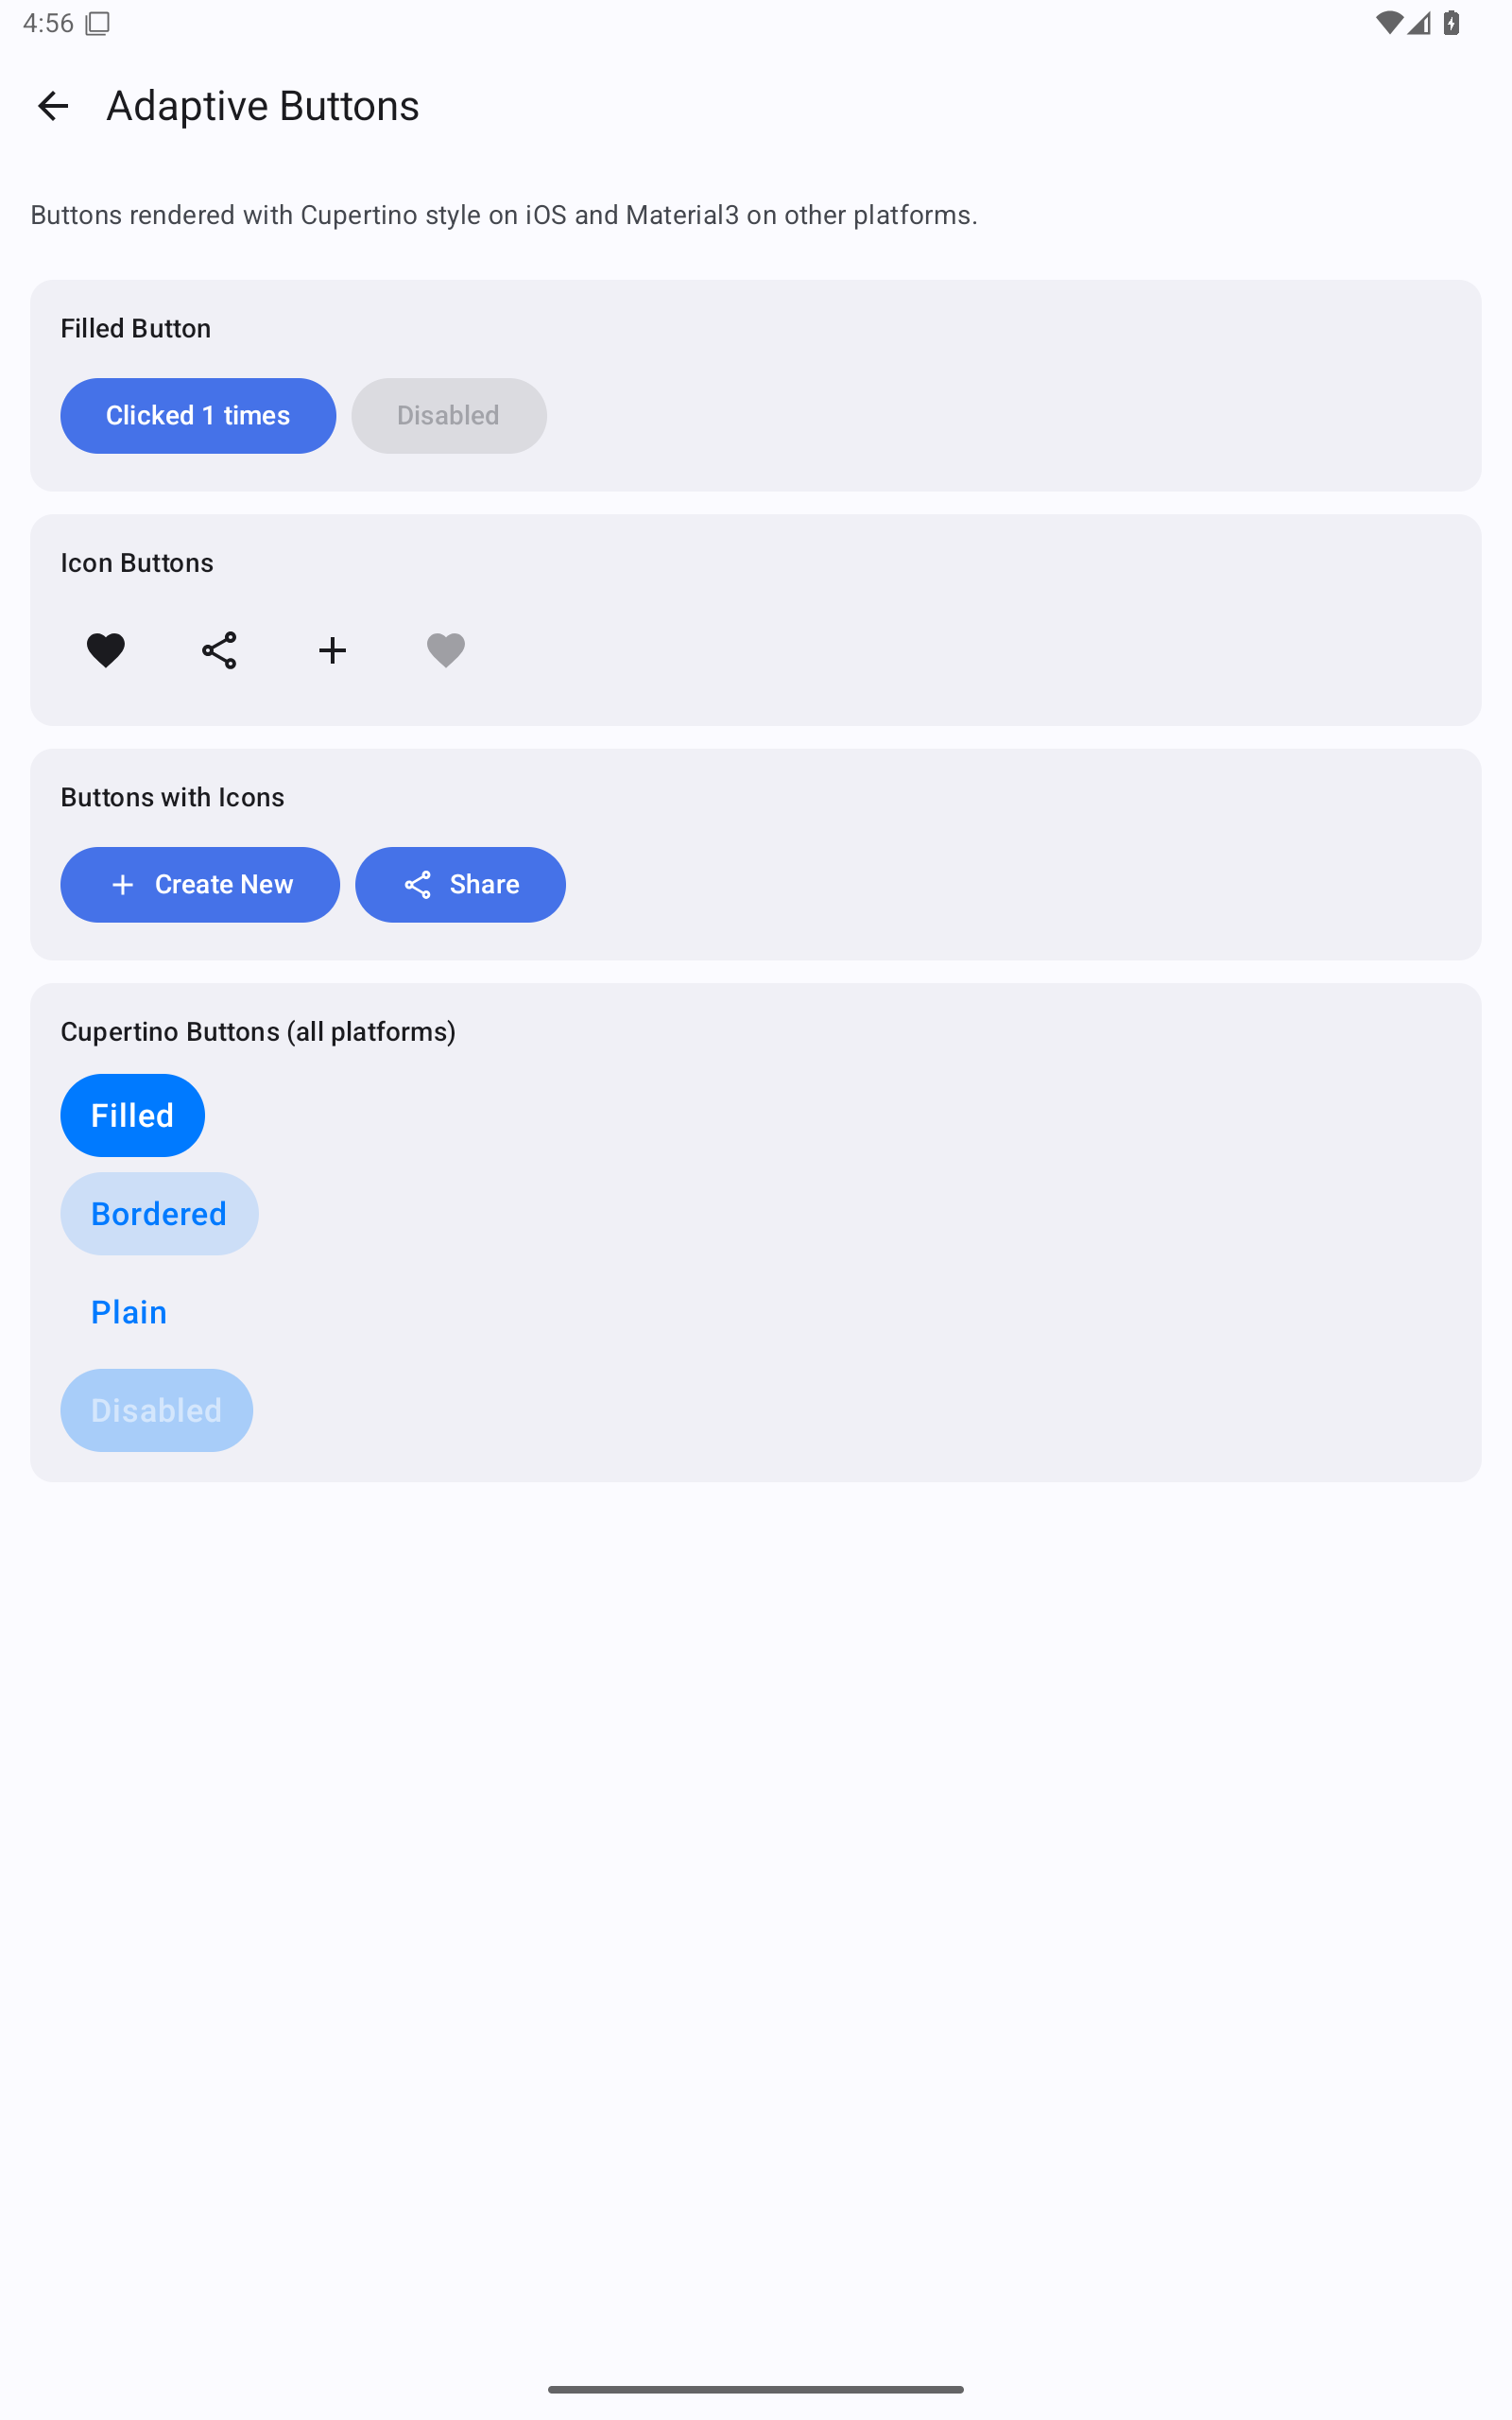 4:56
Adaptive Buttons
Buttons rendered with Cupertino style on iOS and Material3 on other platforms.
Filled Button
Clicked 1 times
Disabled
Icon Buttons
Buttons with Icons
Create New
Share
Cupertino Buttons (all platforms)
Filled
Bordered
Plain
Disabled